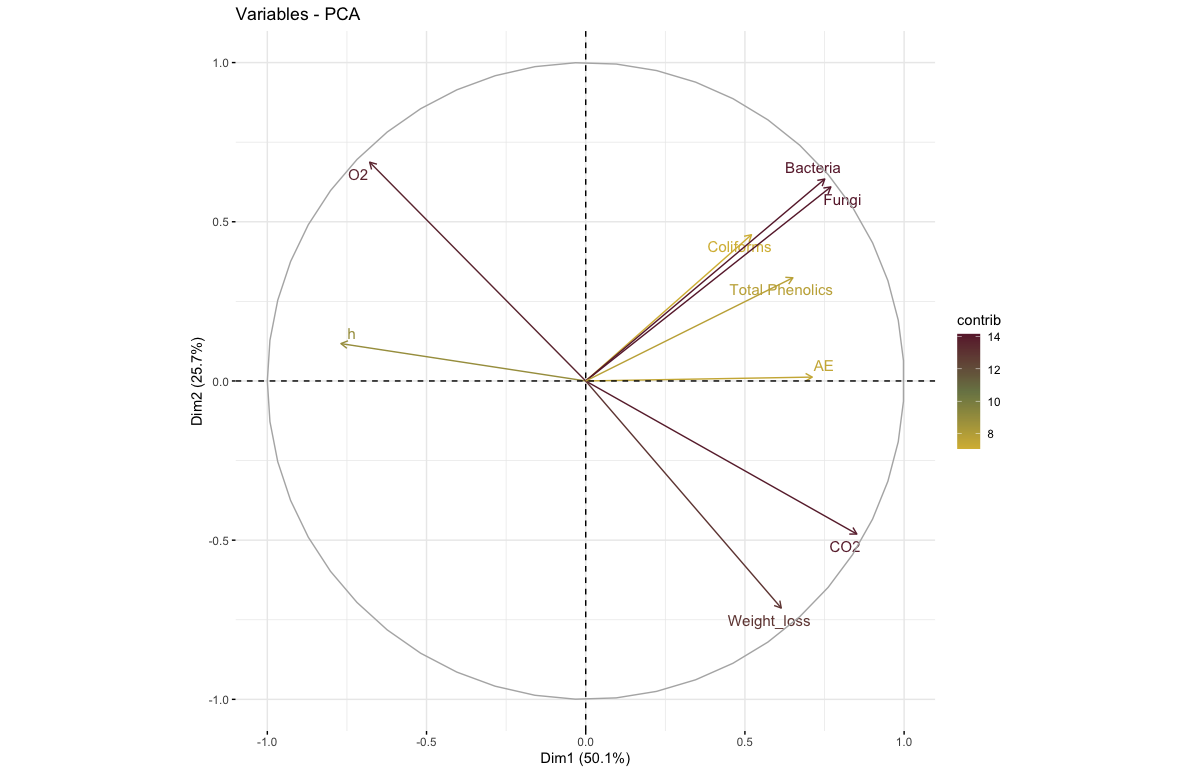 Variables - PCA
1.0
0.5
0.0
-0.5
-1.0
Dim2 (25.7%)
O2
Bacteria
Fungi
Coliforms
Total Phenolics
h
AE
CO2
Weight_loss
-1.0
-0.5
0.0
0.5
1.0
Dim1 (50.1%)
contrib
14
12
10
8